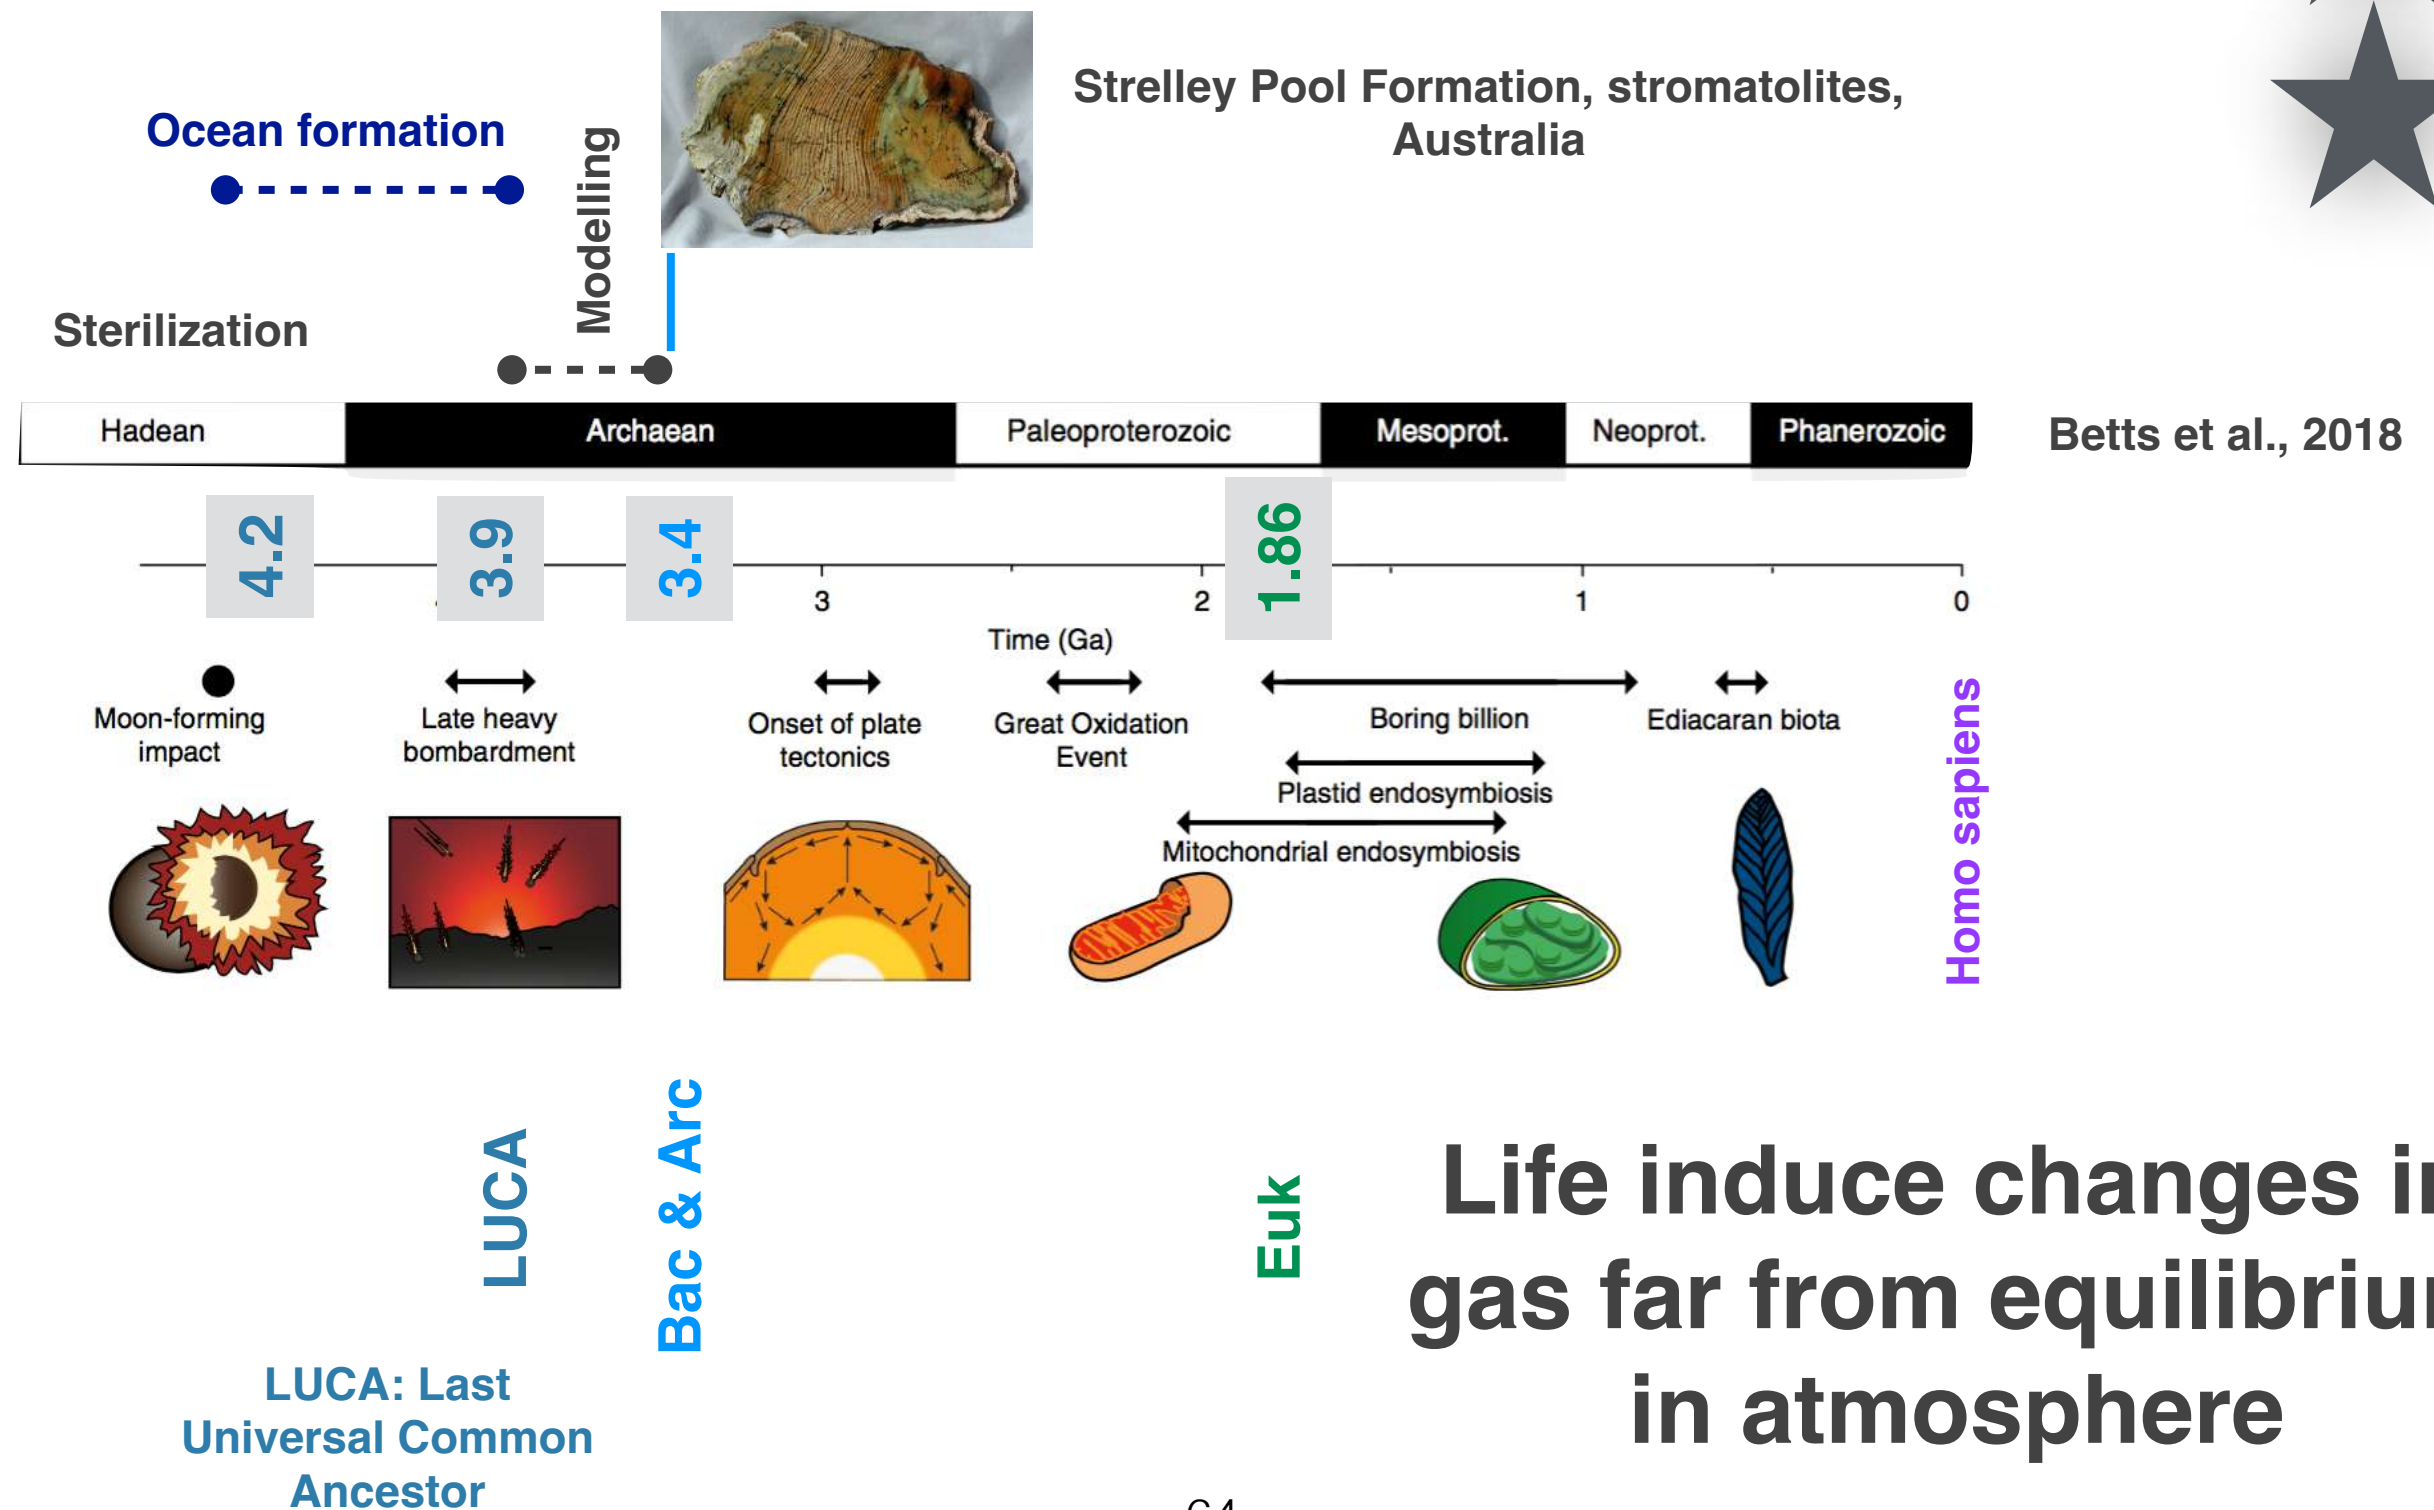 Strelley Pool Formation, stromatolites,
Australia
Ocean formation
Modelling
Sterilization
Hadean
Archaean
Paleoproterozoic
Mesoprot.
Neoprot.
Phanerozoic
Betts et al., 2018
4.2
3.9
3.4
1.86
3
2
1
0
Time (Ga)
Moon-forming
impact
Late heavy
bombardment
Onset of plate
tectonics
Great Oxidation
Event
Boring billion
Plastid endosymbiosis
Mitochondrial endosymbiosis
Ediacaran biota
Homo sapiens
LUCA
Bac & Arc
Euk
Life induce changes in
gas far from equilibriu
in atmosphere
LUCA: Last
Universal Common
Ancestor